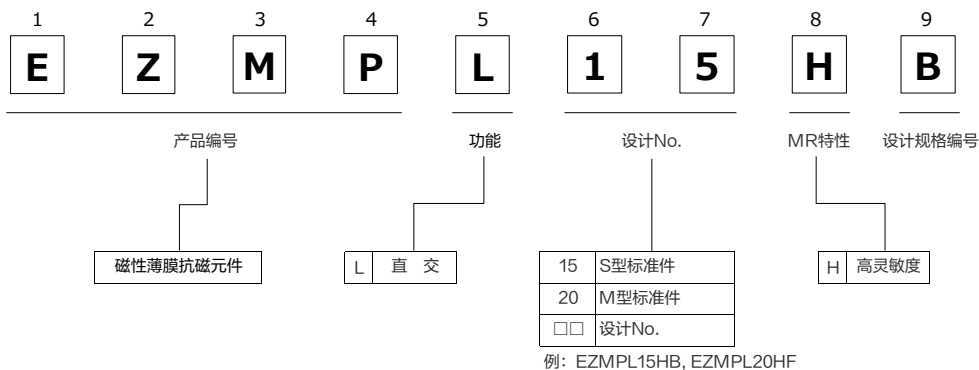 1 2 3 4 5 6 7 8 9
E Z M P L 1 5 H B
产品编号 功能 设计No. MR特性 设计规格编号
磁性薄膜抗磁元件 L 直 交 15 S型标准件 H 高灵敏度
20 M型标准件
□□ 设计No.
例：EZMPL15HB, EZMPL20HF